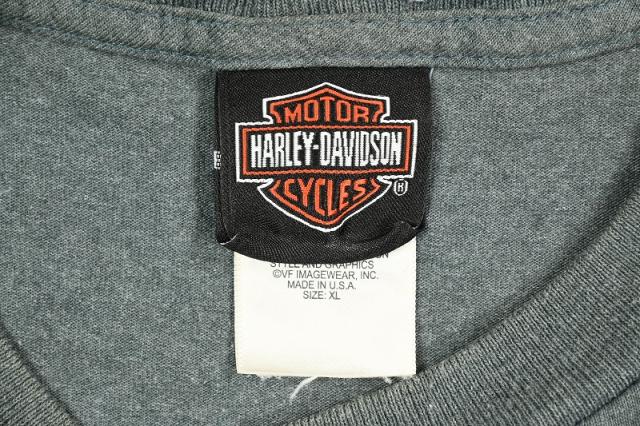 MOTOR
HARLEY-DAVIDSON
CYCLES
®
STYLE AND GRAPHICS
©VF IMAGEWEAR, INC.
MADE IN U.S.A.
SIZE: XL